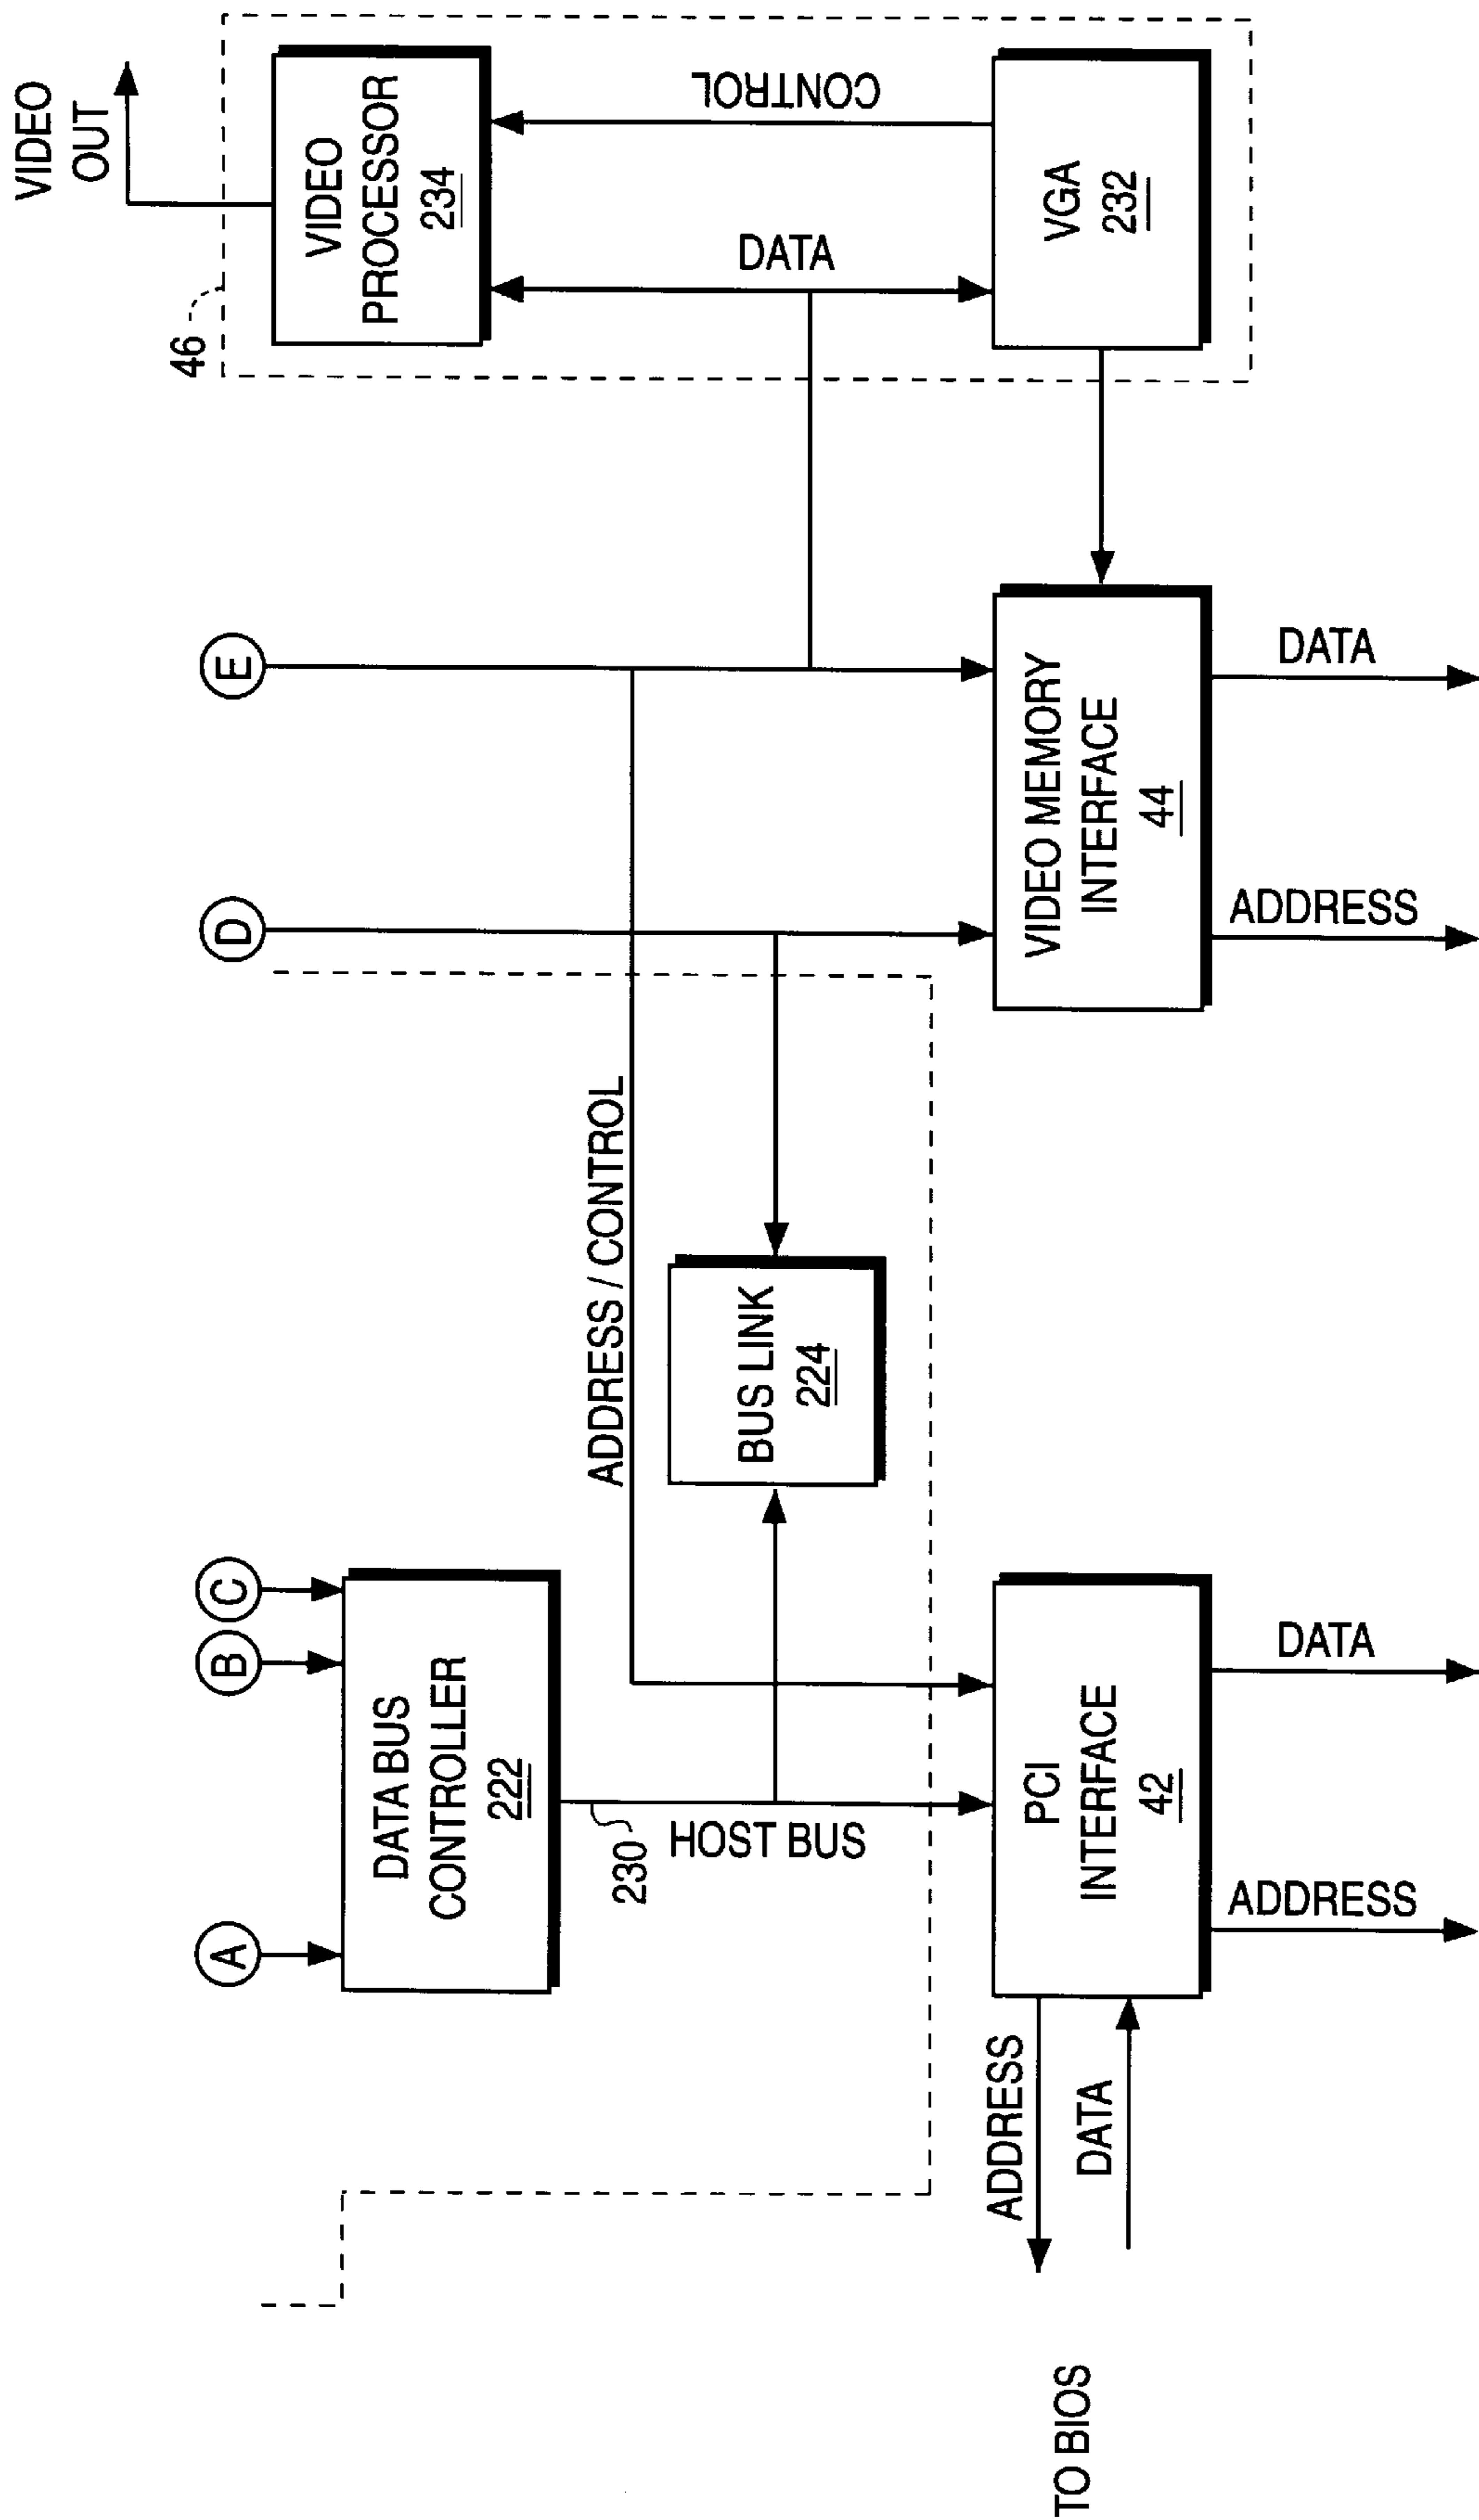 VIDEO
OUT
46
VIDEO
PROCESSOR
234
CONTROL
DATA
VGA
232
E
D
VIDEO MEMORY
INTERFACE
44
DATA
ADDRESS
ADDRESS / CONTROL
BUS LINK
224
C
B
A
DATA BUS
CONTROLLER
222
230
HOST BUS
PCI
INTERFACE
42
DATA
ADDRESS
ADDRESS
DATA
TO BIOS